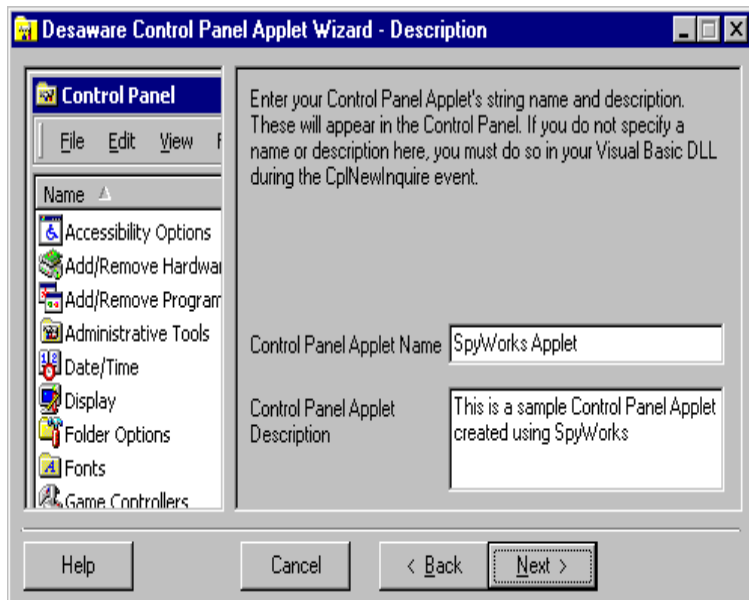 Desaware Control Panel Applet Wizard - Description
Control Panel
File Edit View F
Name
Accessibility Options
Add/Remove Hardwar
Add/Remove Program
Administrative Tools
Date/Time
Display
Folder Options
Fonts
Game Controllers
Enter your Control Panel Applet's string name and description.
These will appear in the Control Panel. If you do not specify a
name or description here, you must do so in your Visual Basic DLL
during the CplNewInquire event.
Control Panel Applet Name
SpyWorks Applet
Control Panel Applet
Description
This is a sample Control Panel Applet
created using SpyWorks
Help
Cancel
< Back
Next >